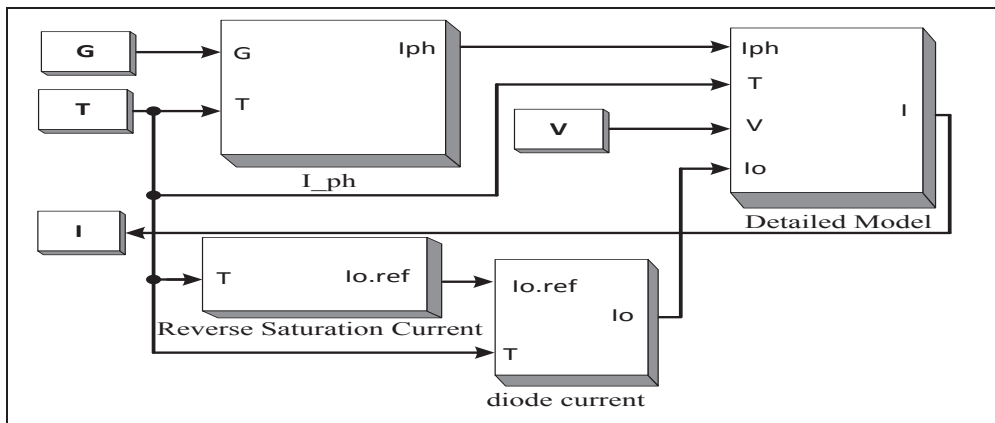 G
T
G
T
Iph
I_ph
V
Iph
T
V
Io
I
Detailed Model
I
T
Io.ref
Reverse Saturation Current
Io.ref
T
Io
diode current